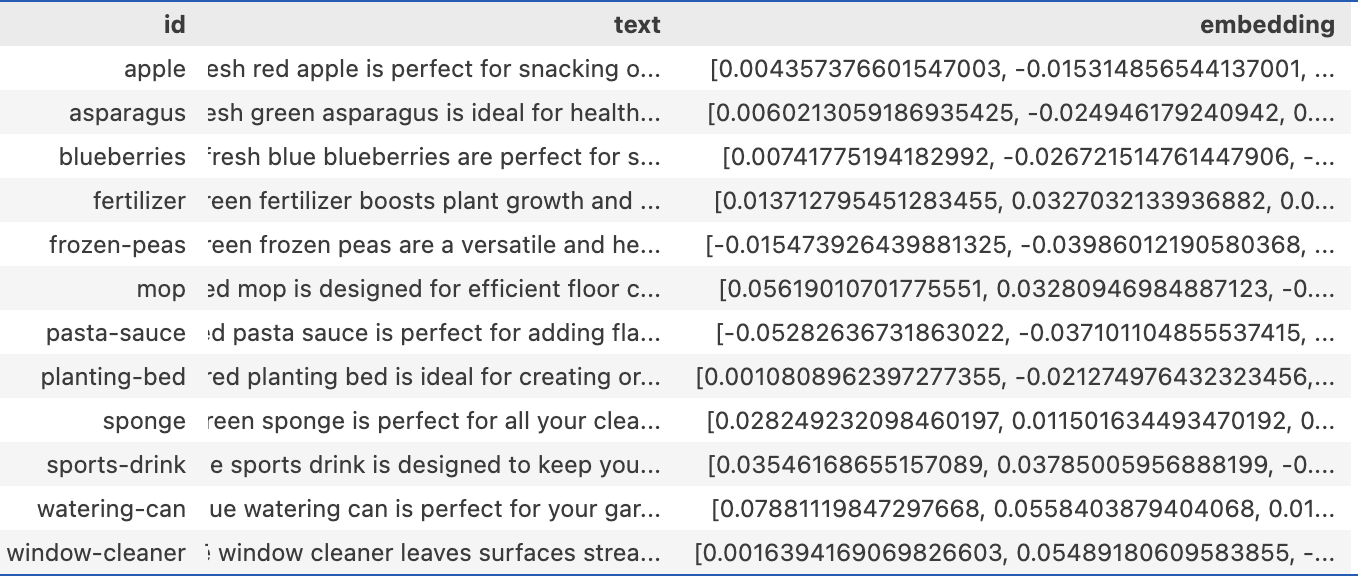 id text embedding
apple esh red apple is perfect for snacking o... [0.004357376601547003, -0.015314856544137001, ...
asparagus esh green asparagus is ideal for health... [0.0060213059186935425, -0.024946179240942, 0....
blueberries fresh blue blueberries are perfect for s... [0.00741775194182992, -0.026721514761447906, -...
fertilizer reen fertilizer boosts plant growth and ... [0.013712795451283455, 0.0327032133936882, 0.0...
frozen-peas reen frozen peas are a versatile and he... [-0.015473926439881325, -0.03986012190580368, ...
mop ed mop is designed for efficient floor c... [0.05619010701775551, 0.03280946984887123, -0....
pasta-sauce ed pasta sauce is perfect for adding fla... [-0.05282636731863022, -0.037101104855537415, ...
planting-bed red planting bed is ideal for creating or... [0.0010808962397277355, -0.021274976432323456,...
sponge reen sponge is perfect for all your clea... [0.028249232098460197, 0.011501634493470192, 0...
sports-drink e sports drink is designed to keep you... [0.03546168655157089, 0.03785005956888199, -0....
watering-can ue watering can is perfect for your gar... [0.07881119847297668, 0.05584038794040​68, 0.01...
window-cleaner window cleaner leaves surfaces strea... [0.0016394169069826603, 0.05489180609583855, -...